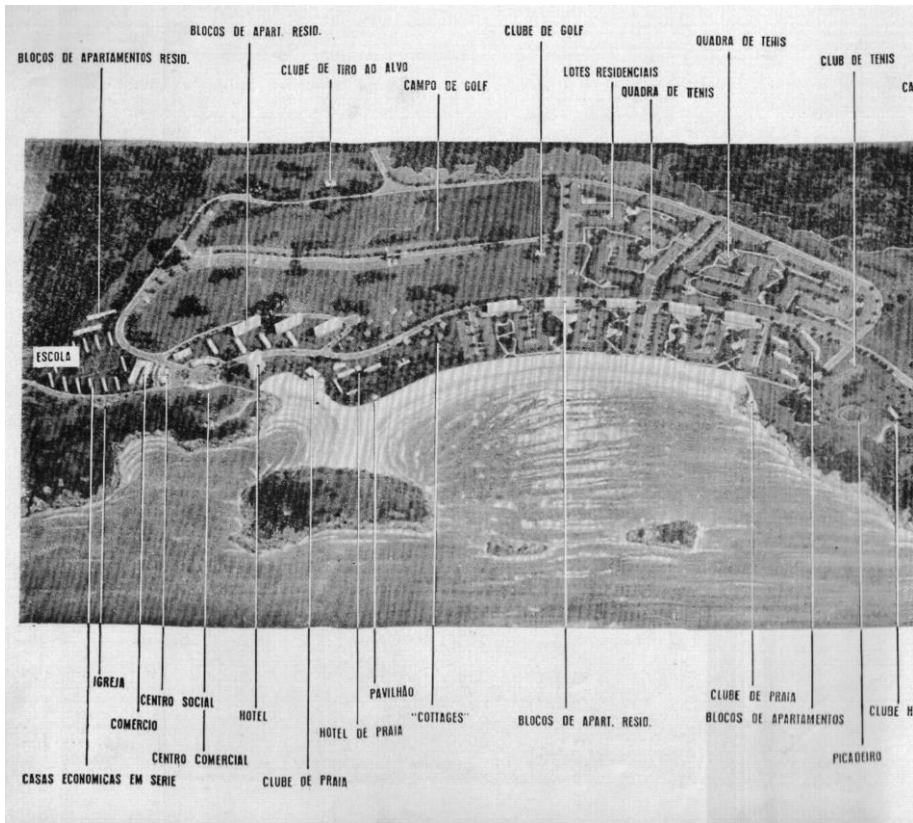 BLOCOS DE APART. RESID.
CLUBE DE GOLF
QUADRA DE TENIS
BLOCOS DE APARTAMENTOS RESID.
CLUB DE TENIS
CLUBE DE TIRO AO ALVO
LOTES RESIDENCIAIS
CAMPO DE GOLF
QUADRA DE TENIS
CA
ESCOLA
IGREJA
CENTRO SOCIAL
PAVILHÃO
CLUBE DE PRAIA
COMERCIO
HOTEL
HOTEL DE PRAIA
"COTTAGES"
BLOCOS DE APART. RESID.
BLOCOS DE APARTAMENTOS
CLUBE H
CENTRO COMERCIAL
PICADEIRO
CASAS ECONOMICAS EM SERIE
CLUBE DE PRAIA